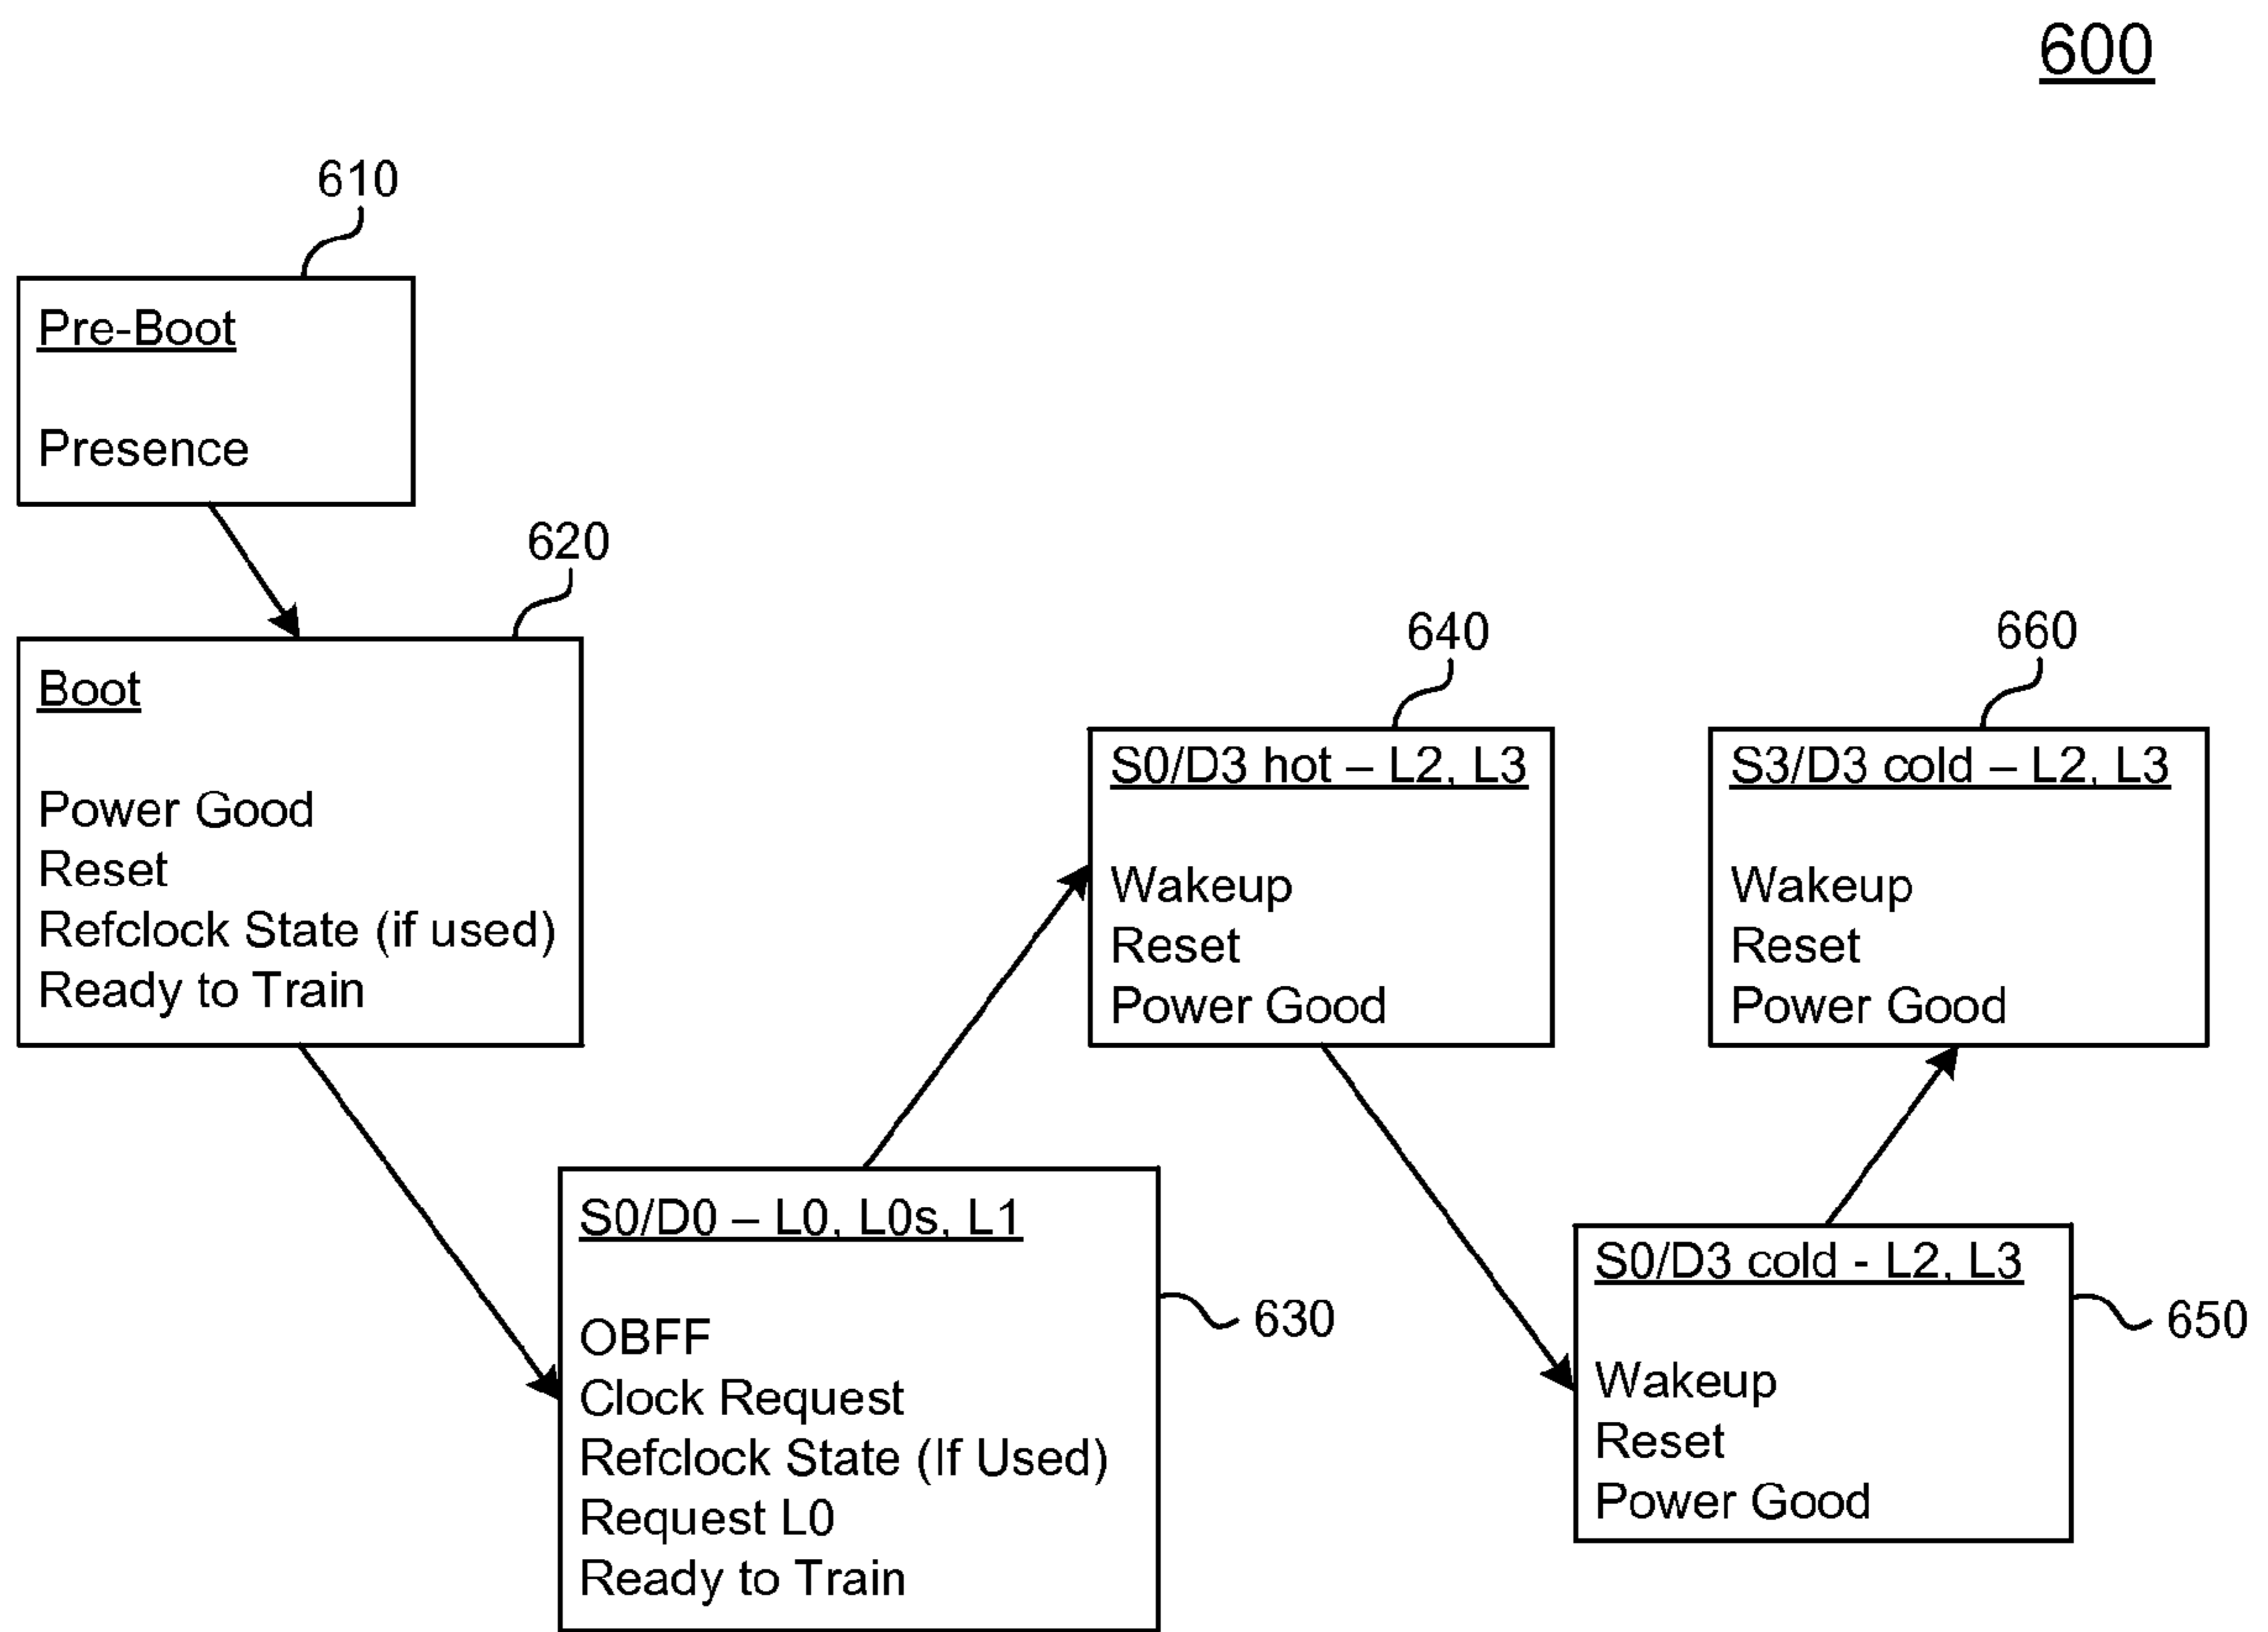 600
610
Pre-Boot
Presence
620
Boot
Power Good
Reset
Refclock State (if used)
Ready to Train
630
S0/D0 – L0, L0s, L1
OBFF
Clock Request
Refclock State (If Used)
Request L0
Ready to Train
640
S0/D3 hot – L2, L3
Wakeup
Reset
Power Good
650
S0/D3 cold - L2, L3
Wakeup
Reset
Power Good
660
S3/D3 cold – L2, L3
Wakeup
Reset
Power Good